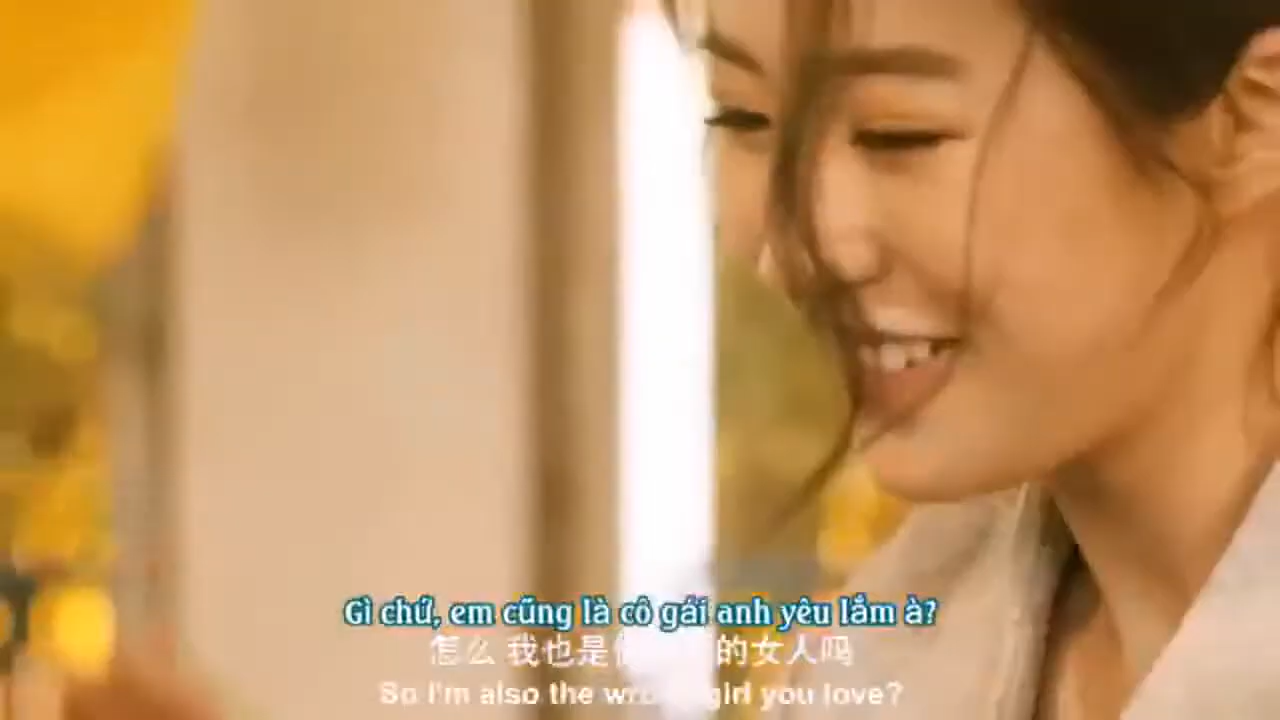 Gì chứ, em cũng là cô gái anh yêu lắm à?
怎么 我也是 的女人吗
So I'm also the girl you love?